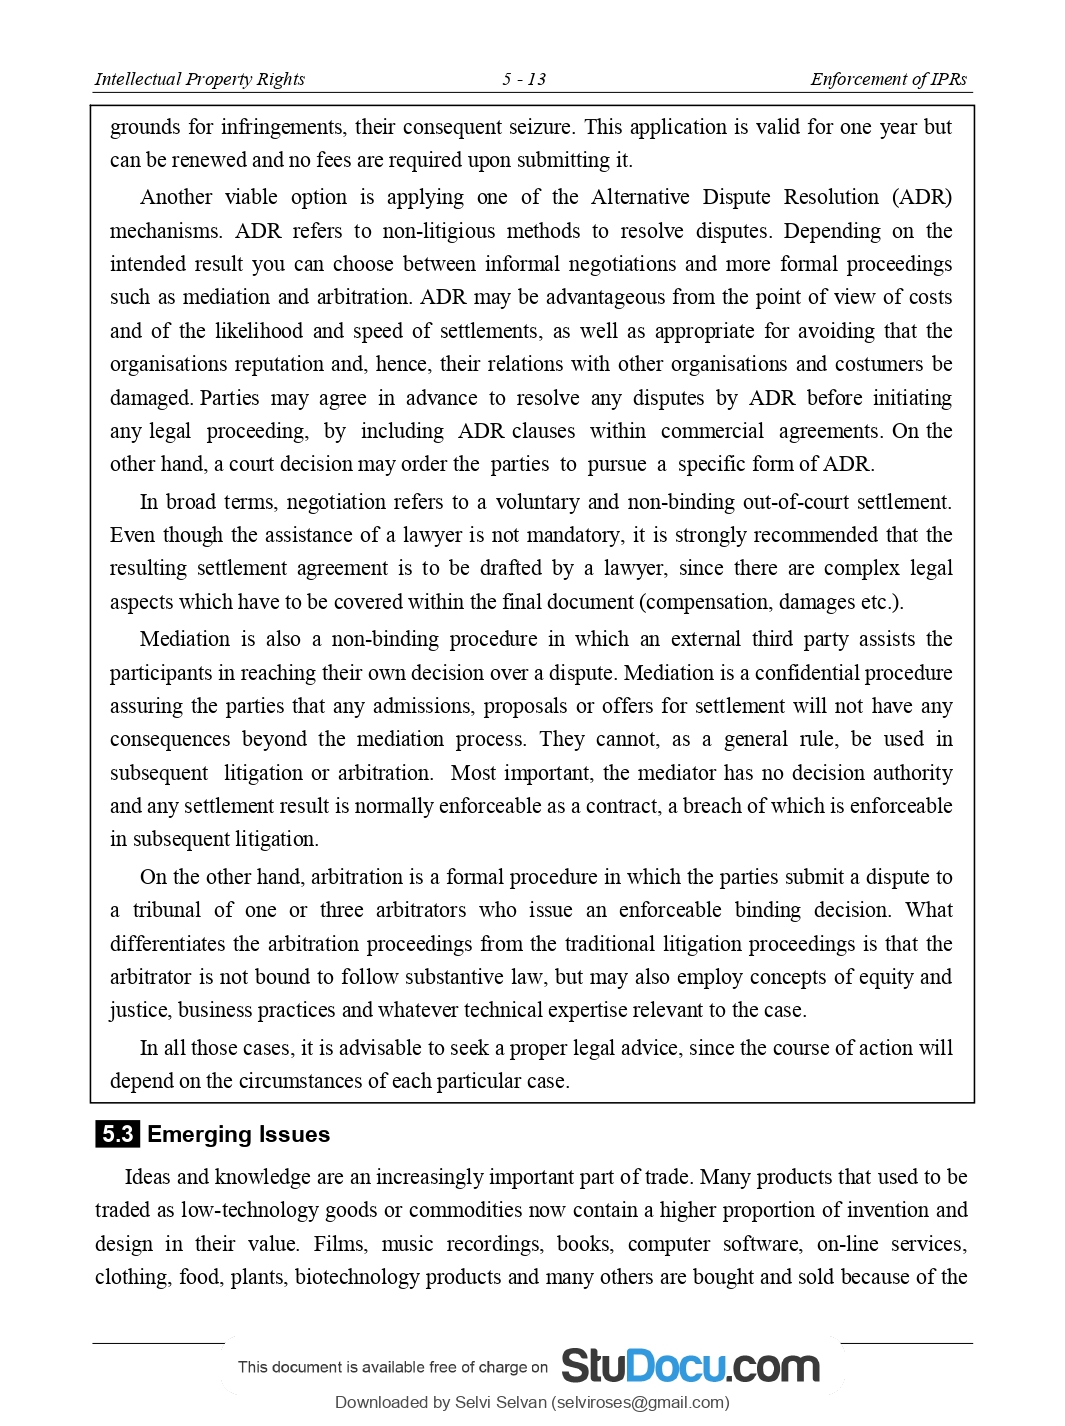 Intellectual Property Rights 5 - 13 Enforcement of IPRs
grounds for infringements, their consequent seizure. This application is valid for one year but
can be renewed and no fees are required upon submitting it.
Another viable option is applying one of the Alternative Dispute Resolution (ADR)
mechanisms. ADR refers to non-litigious methods to resolve disputes. Depending on the
intended result you can choose between informal negotiations and more formal proceedings
such as mediation and arbitration. ADR may be advantageous from the point of view of costs
and of the likelihood and speed of settlements, as well as appropriate for avoiding that the
organisations reputation and, hence, their relations with other organisations and costumers be
damaged. Parties may agree in advance to resolve any disputes by ADR before initiating
any legal proceeding, by including ADR clauses within commercial agreements. On the
other hand, a court decision may order the parties to pursue a specific form of ADR.
In broad terms, negotiation refers to a voluntary and non-binding out-of-court settlement.
Even though the assistance of a lawyer is not mandatory, it is strongly recommended that the
resulting settlement agreement is to be drafted by a lawyer, since there are complex legal
aspects which have to be covered within the final document (compensation, damages etc.).
Mediation is also a non-binding procedure in which an external third party assists the
participants in reaching their own decision over a dispute. Mediation is a confidential procedure
assuring the parties that any admissions, proposals or offers for settlement will not have any
consequences beyond the mediation process. They cannot, as a general rule, be used in
subsequent litigation or arbitration. Most important, the mediator has no decision authority
and any settlement result is normally enforceable as a contract, a breach of which is enforceable
in subsequent litigation.
On the other hand, arbitration is a formal procedure in which the parties submit a dispute to
a tribunal of one or three arbitrators who issue an enforceable binding decision. What
differentiates the arbitration proceedings from the traditional litigation proceedings is that the
arbitrator is not bound to follow substantive law, but may also employ concepts of equity and
justice, business practices and whatever technical expertise relevant to the case.
In all those cases, it is advisable to seek a proper legal advice, since the course of action will
depend on the circumstances of each particular case.
5.3 Emerging Issues
Ideas and knowledge are an increasingly important part of trade. Many products that used to be
traded as low-technology goods or commodities now contain a higher proportion of invention and
design in their value. Films, music recordings, books, computer software, on-line services,
clothing, food, plants, biotechnology products and many others are bought and sold because of the
This document is available free of charge on StuDocu.com
Downloaded by Selvi Selvan (selviroses@gmail.com)